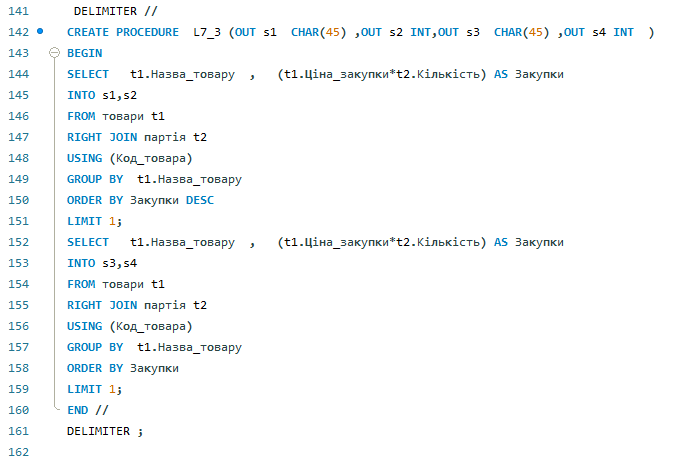 141 DELIMITER //
142 CREATE PROCEDURE L7_3 (OUT s1 CHAR(45) ,OUT s2 INT,OUT s3 CHAR(45) ,OUT s4 INT )
143 BEGIN
144 SELECT t1.Назва_товару , (t1.Ціна_закупки*t2.Кількість) AS Закупки
145 INTO s1,s2
146 FROM товари t1
147 RIGHT JOIN партія t2
148 USING (Код_товара)
149 GROUP BY t1.Назва_товару
150 ORDER BY Закупки DESC
151 LIMIT 1;
152 SELECT t1.Назва_товару , (t1.Ціна_закупки*t2.Кількість) AS Закупки
153 INTO s3,s4
154 FROM товари t1
155 RIGHT JOIN партія t2
156 USING (Код_товара)
157 GROUP BY t1.Назва_товару
158 ORDER BY Закупки
159 LIMIT 1;
160 END //
161 DELIMITER ;
162